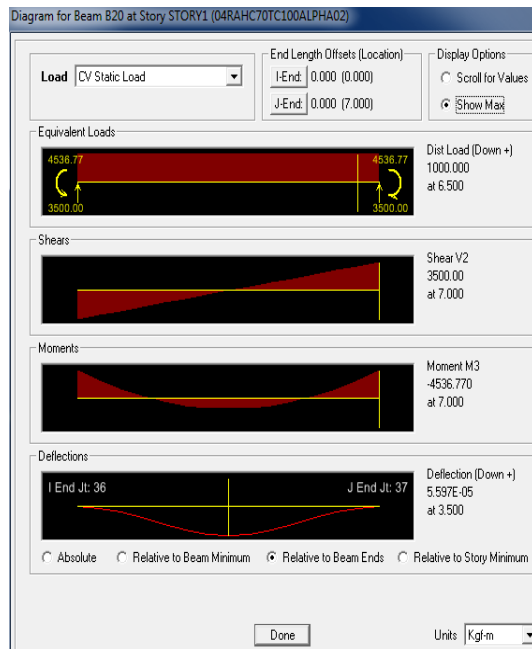 Diagram for Beam B20 at Story STORY1 (04RAHC70TC100ALPHA02)
Load CV Static Load
End Length Offsets (Location)
I-End: 0.000 (0.000)
J-End: 0.000 (7.000)
Display Options
Scroll for Values
Show Max
Equivalent Loads
4536.77 4536.77
3500.00 3500.00
Dist Load (Down +)
1000.000
at 6.500
Shears
Shear V2
3500.00
at 7.000
Moments
Moment M3
-4536.770
at 7.000
Deflections
I End Jt: 36 J End Jt: 37
Deflection (Down +)
5.597E-05
at 3.500
Absolute Relative to Beam Minimum Relative to Beam Ends Relative to Story Minimum
Done Units Kgf-m